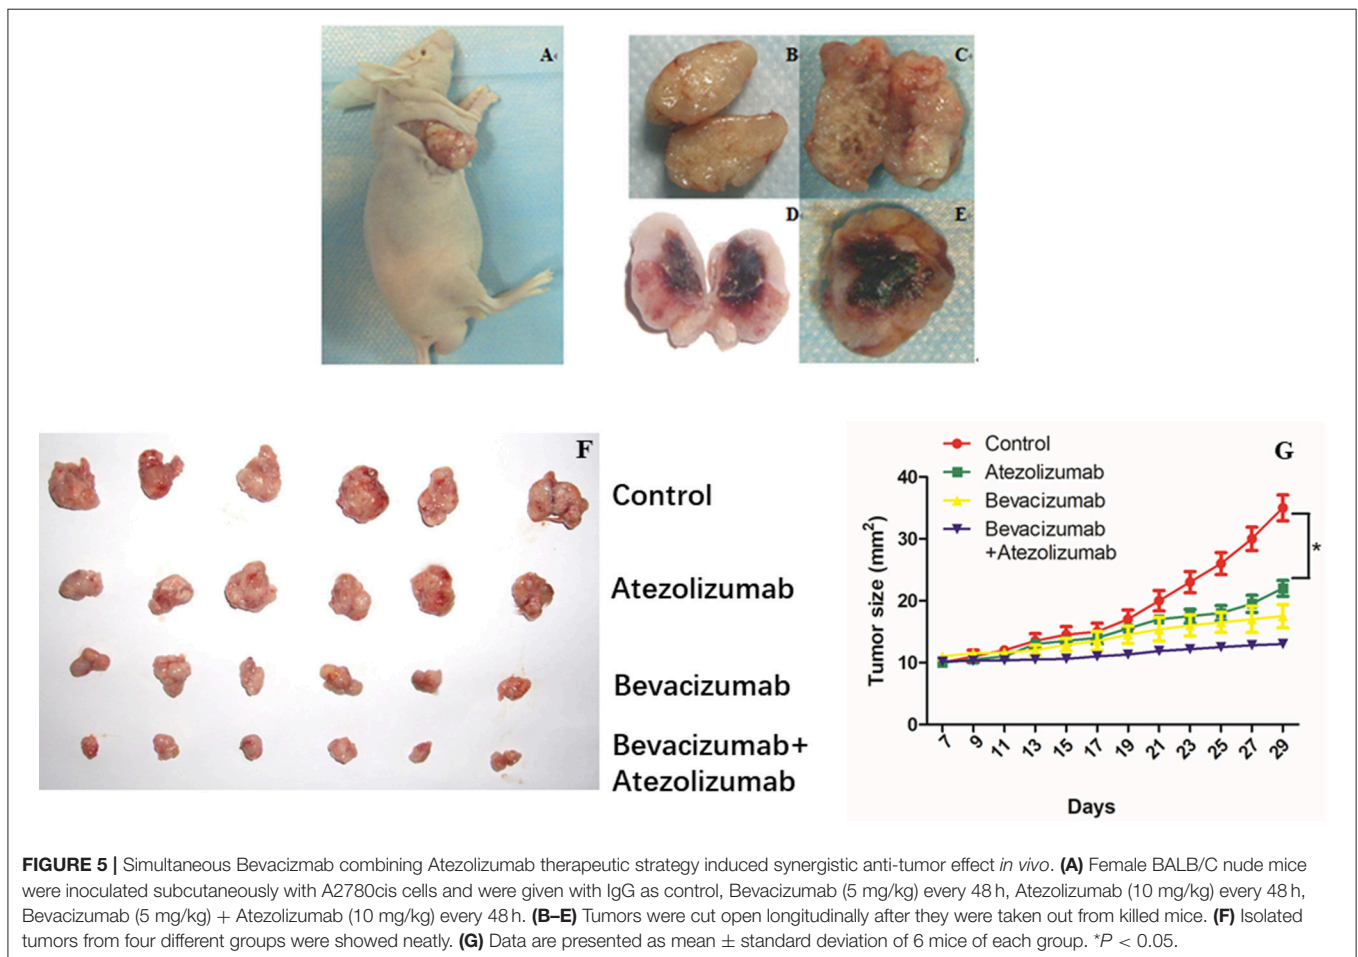 A
B
C
D
E
F
Control
Atezolizumab
Bevacizumab
Bevacizumab+
Atezolizumab
G
Control
Atezolizumab
Bevacizumab
Bevacizumab
+Atezolizumab
40
30
20
10
0
Tumor size (mm²)
*
7 9 11 13 15 17 19 21 23 25 27 29
Days
FIGURE 5 | Simultaneous Bevacizmab combining Atezolizumab therapeutic strategy induced synergistic anti-tumor effect in vivo. (A) Female BALB/C nude mice
were inoculated subcutaneously with A2780cis cells and were given with IgG as control, Bevacizumab (5 mg/kg) every 48 h, Atezolizumab (10 mg/kg) every 48 h,
Bevacizumab (5 mg/kg) + Atezolizumab (10 mg/kg) every 48 h. (B–E) Tumors were cut open longitudinally after they were taken out from killed mice. (F) Isolated
tumors from four different groups were showed neatly. (G) Data are presented as mean ± standard deviation of 6 mice of each group. *P < 0.05.